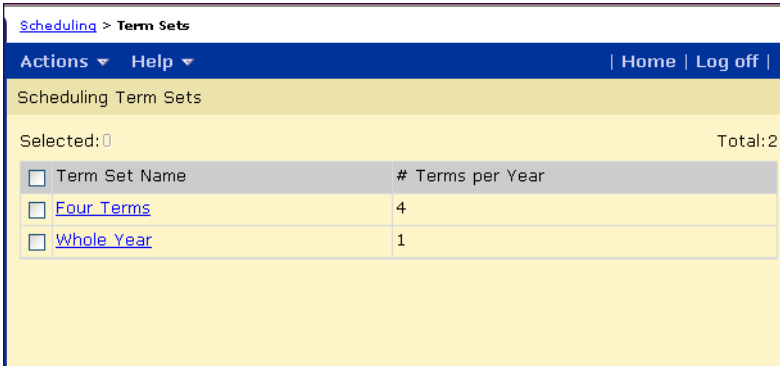 Scheduling > Term Sets
Actions Help | Home | Log off |
Scheduling Term Sets
Selected: Total:2
Term Set Name # Terms per Year
Four Terms 4
Whole Year 1